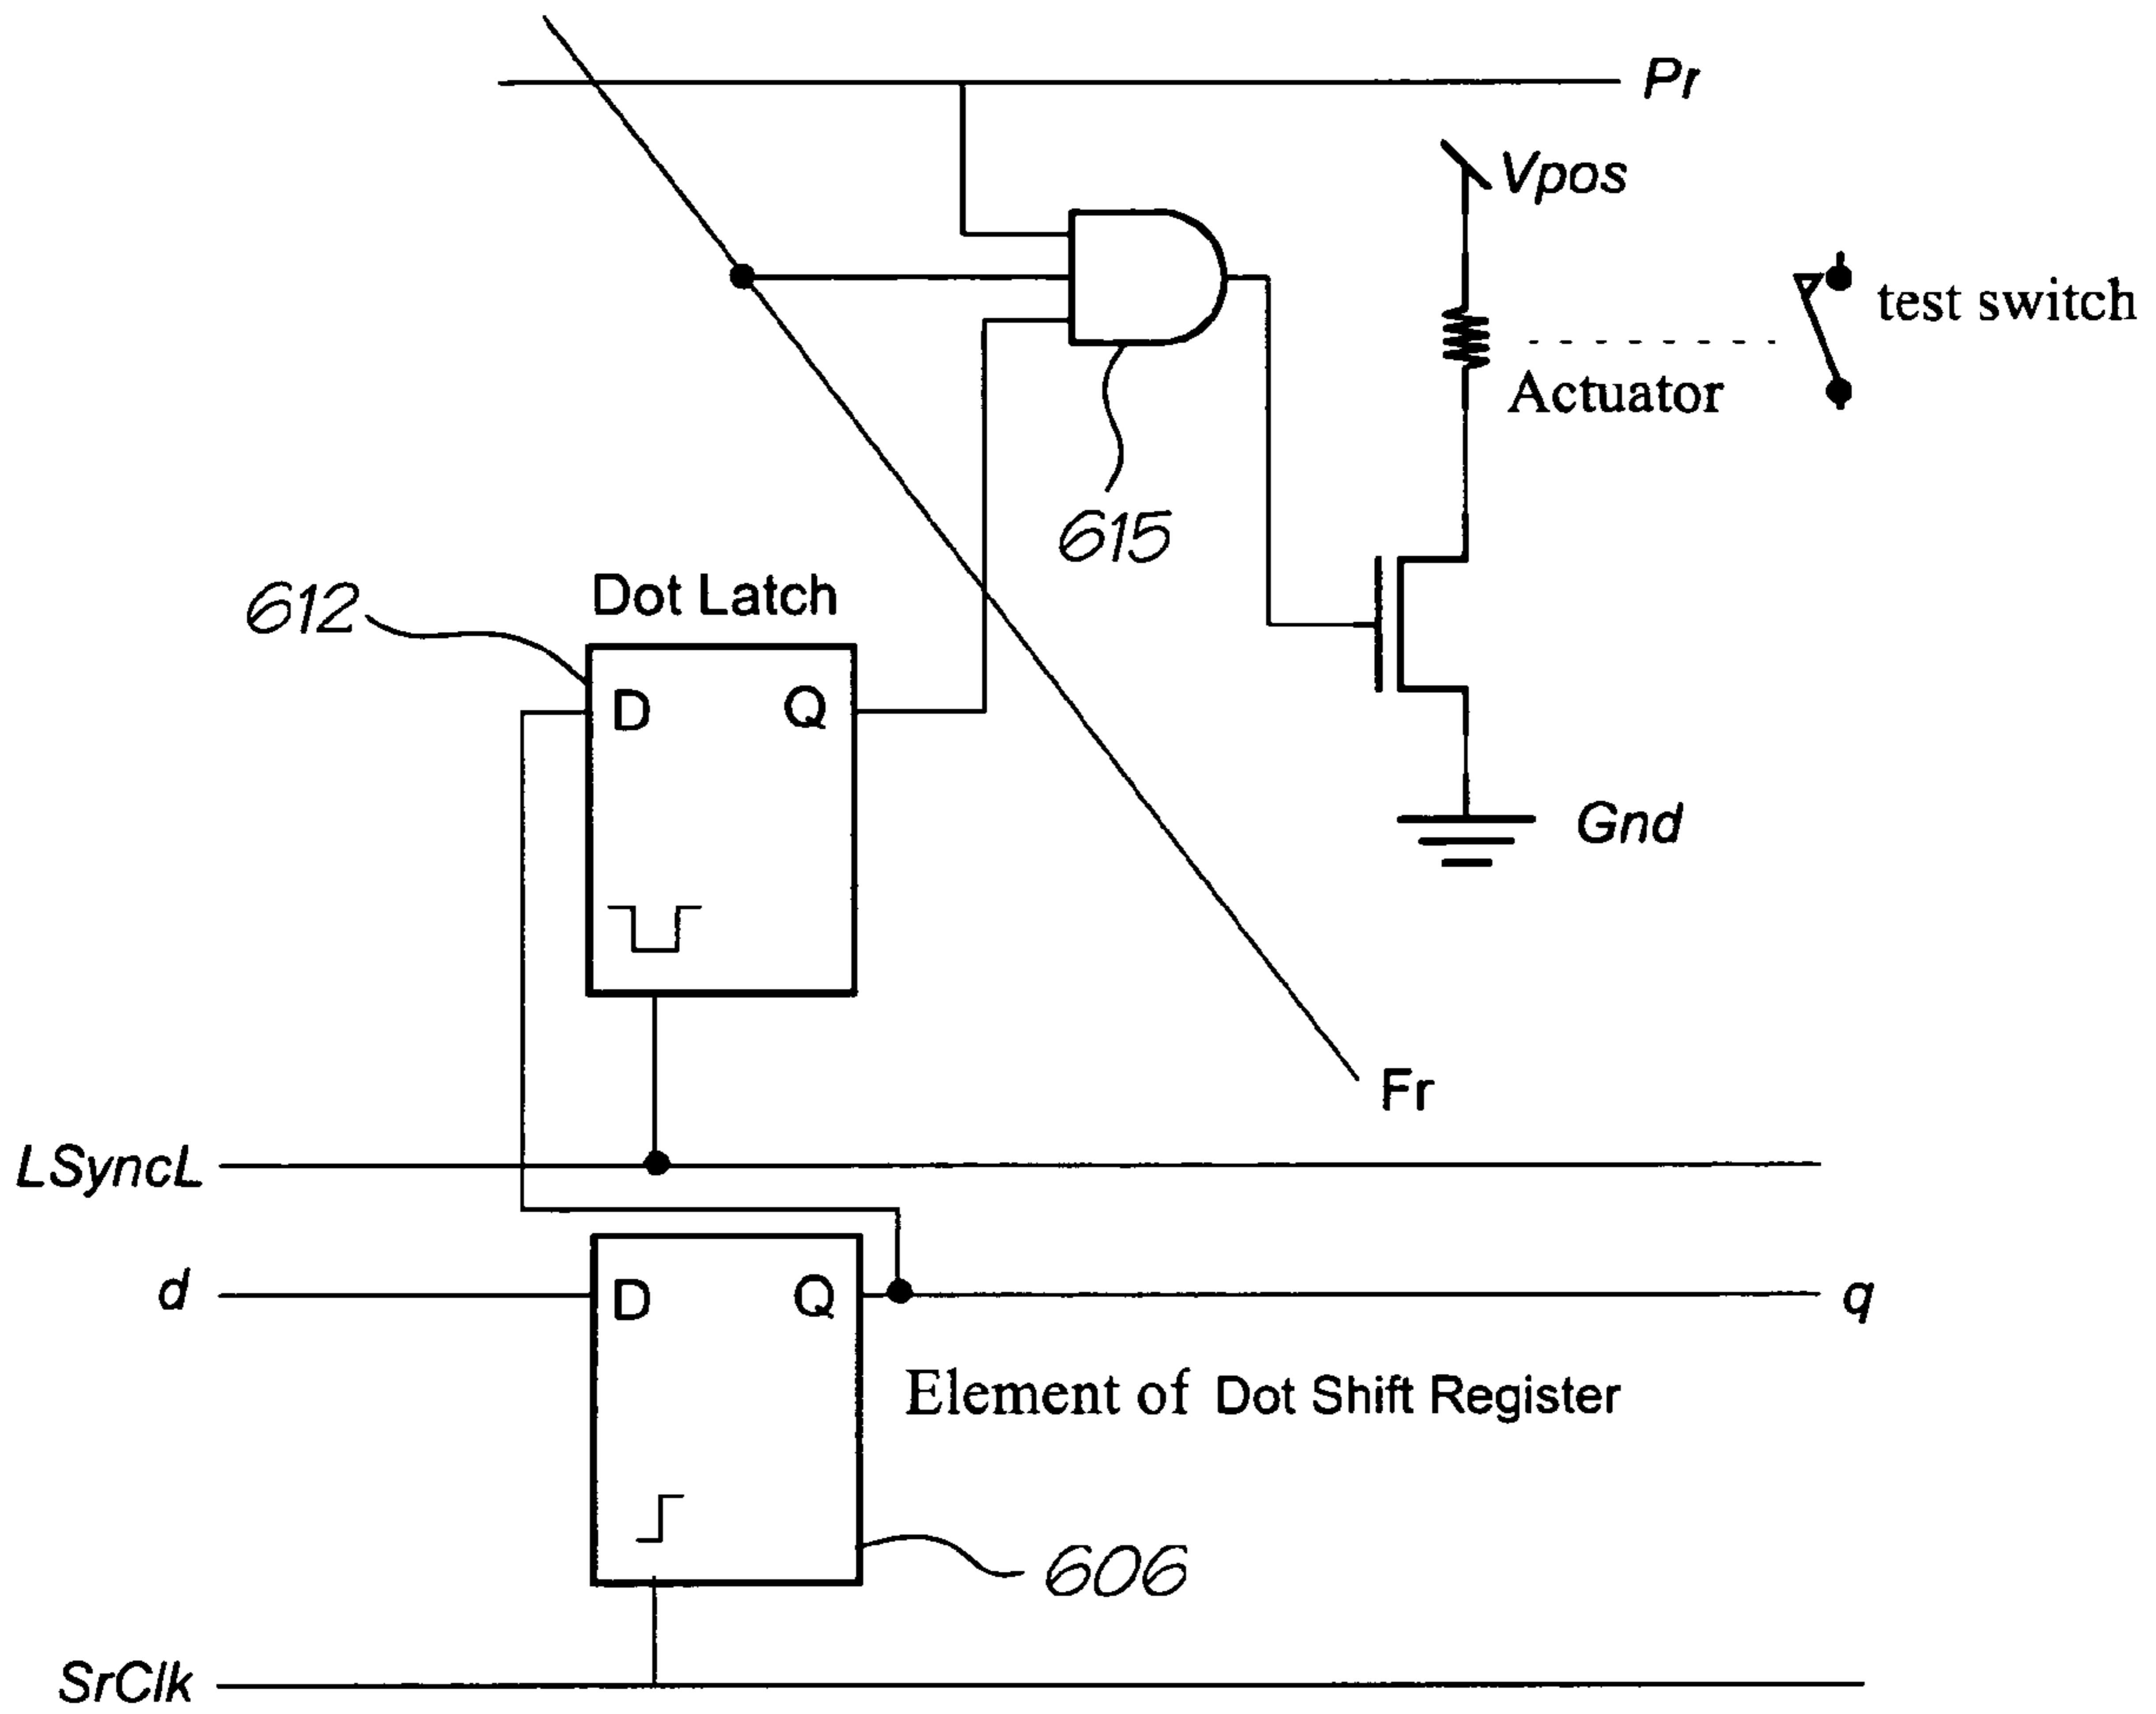 Pr
Vpos
test switch
Actuator
615
612
Dot Latch
D Q
Gnd
Fr
LSyncL
d
D Q
q
Element of Dot Shift Register
606
SrClk